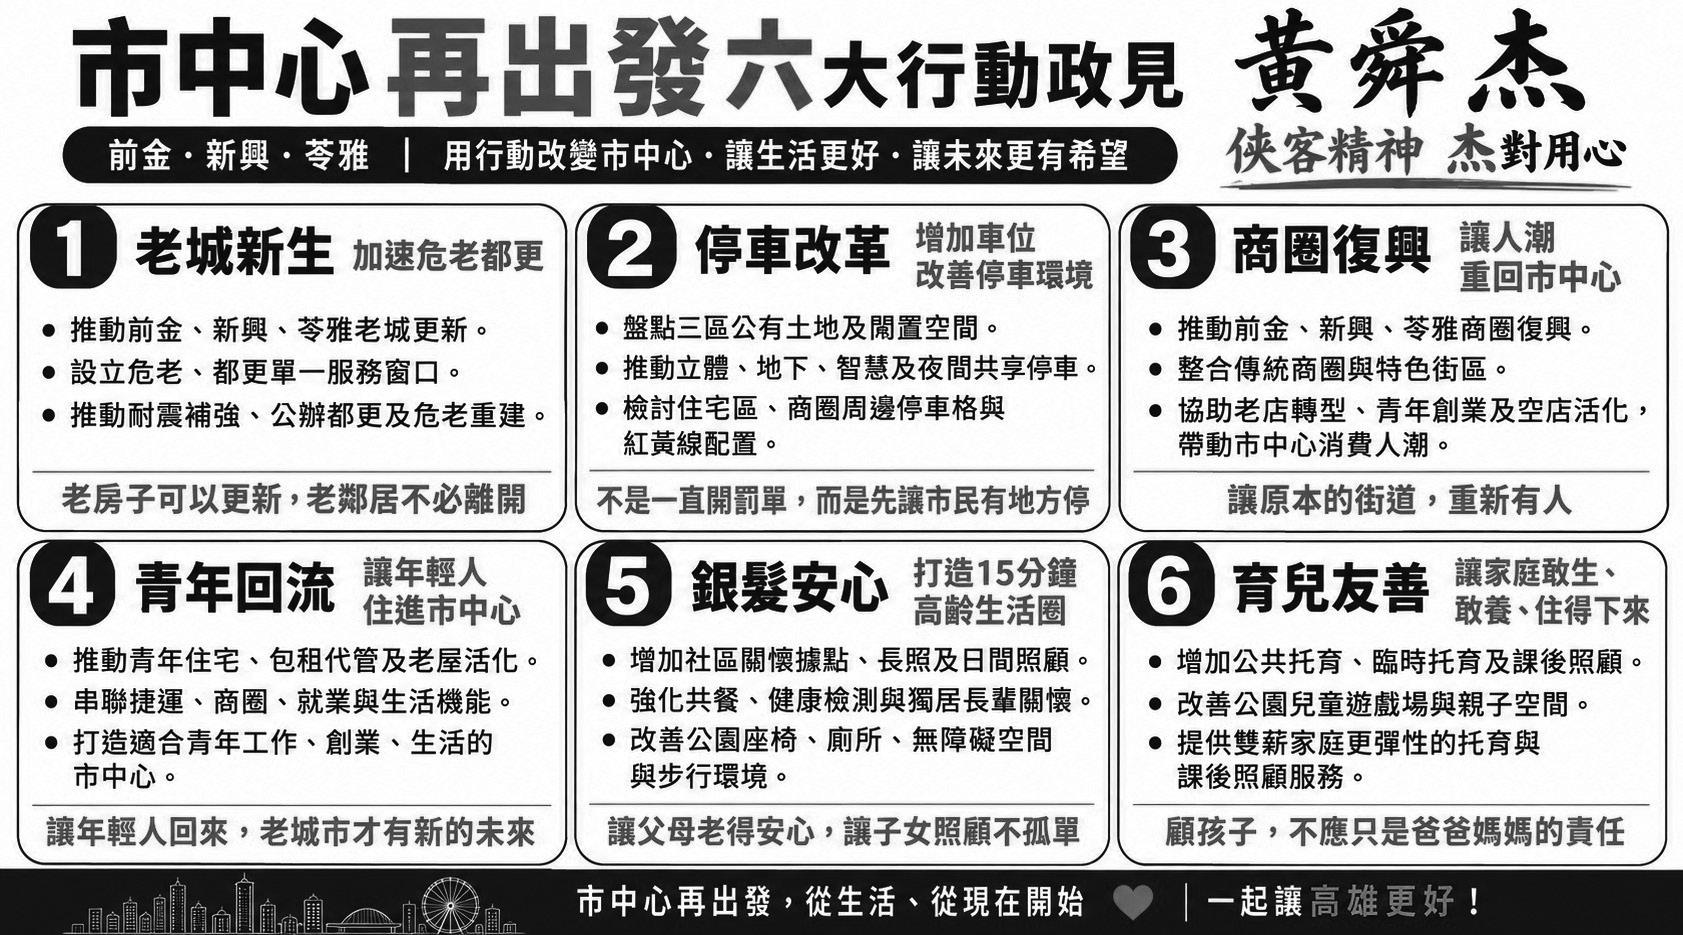 市中心再出發六大行動政見
前金・新興・苓雅 | 用行動改變市中心・讓生活更好・讓未來更有希望
黃舜杰
俠客精神 杰對用心
1 老城新生 加速危老都更
• 推動前金、新興、苓雅老城更新。
• 設立危老、都更單一服務窗口。
• 推動耐震補強、公辦都更及危老重建。
老房子可以更新,老鄰居不必離開
2 停車改革 增加車位
改善停車環境
• 盤點三區公有土地及閒置空間。
• 推動立體、地下、智慧及夜間共享停車。
• 檢討住宅區、商圈周邊停車格與
紅黃線配置。
不是一直開罰單,而是先讓市民有地方停
3 商圈復興 讓人潮
重回市中心
• 推動前金、新興、苓雅商圈復興。
• 整合傳統商圈與特色街區。
• 協助老店轉型、青年創業及空店活化,
帶動市中心消費人潮。
讓原本的街道,重新有人
4 青年回流 讓年輕人
住進市中心
• 推動青年住宅、包租代管及老屋活化。
• 串聯捷運、商圈、就業與生活機能。
• 打造適合青年工作、創業、生活的
市中心。
讓年輕人回來,老城市才有新的未來
5 銀髮安心 打造15分鐘
高齡生活圈
• 增加社區關懷據點、長照及日間照顧。
• 強化共餐、健康檢測與獨居長輩關懷。
• 改善公園座椅、廁所、無障礙空間
與步行環境。
讓父母老得安心,讓子女照顧不孤單
6 育兒友善 讓家庭敢生、
敢養、住得下來
• 增加公共托育、臨時托育及課後照顧。
• 改善公園兒童遊戲場與親子空間。
• 提供雙薪家庭更彈性的托育與
課後照顧服務。
顧孩子,不應只是爸爸媽媽的責任
市中心再出發,從生活、從現在開始 | 一起讓高雄更好!